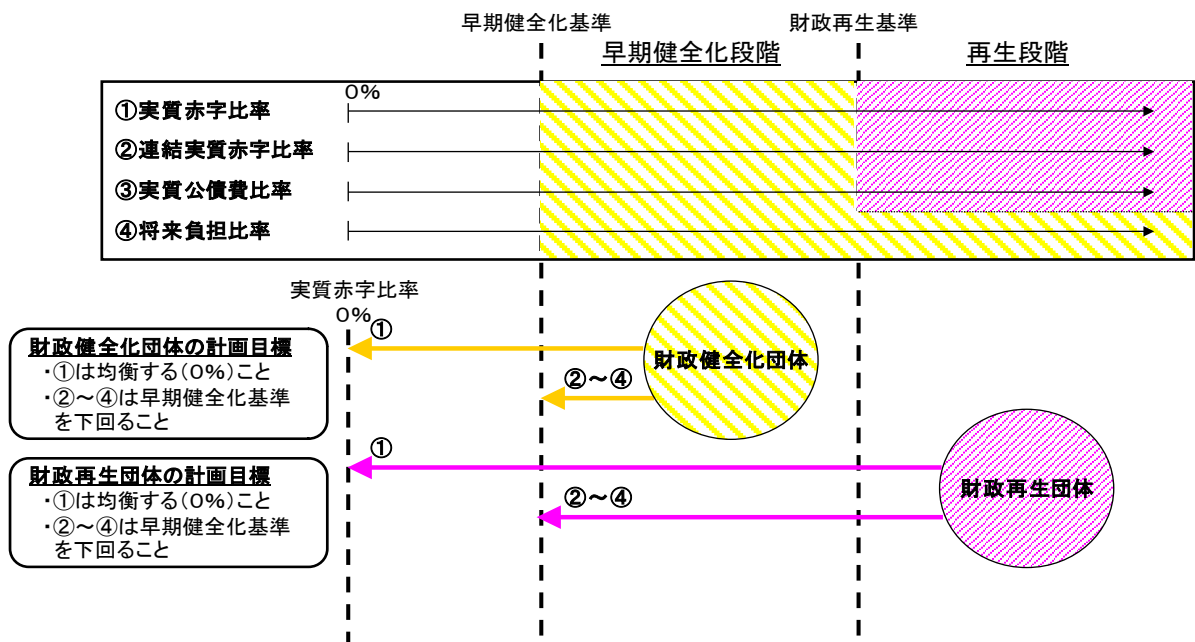 早期健全化基準
財政再生基準
早期健全化段階
再生段階
0%
①実質赤字比率
②連結実質赤字比率
③実質公債費比率
④将来負担比率
実質赤字比率
0%
財政健全化団体の計画目標
・①は均衡する(0%)こと
・②～④は早期健全化基準
を下回ること
①
②～④
財政健全化団体
財政再生団体の計画目標
・①は均衡する(0%)こと
・②～④は早期健全化基準
を下回ること
①
②～④
財政再生団体